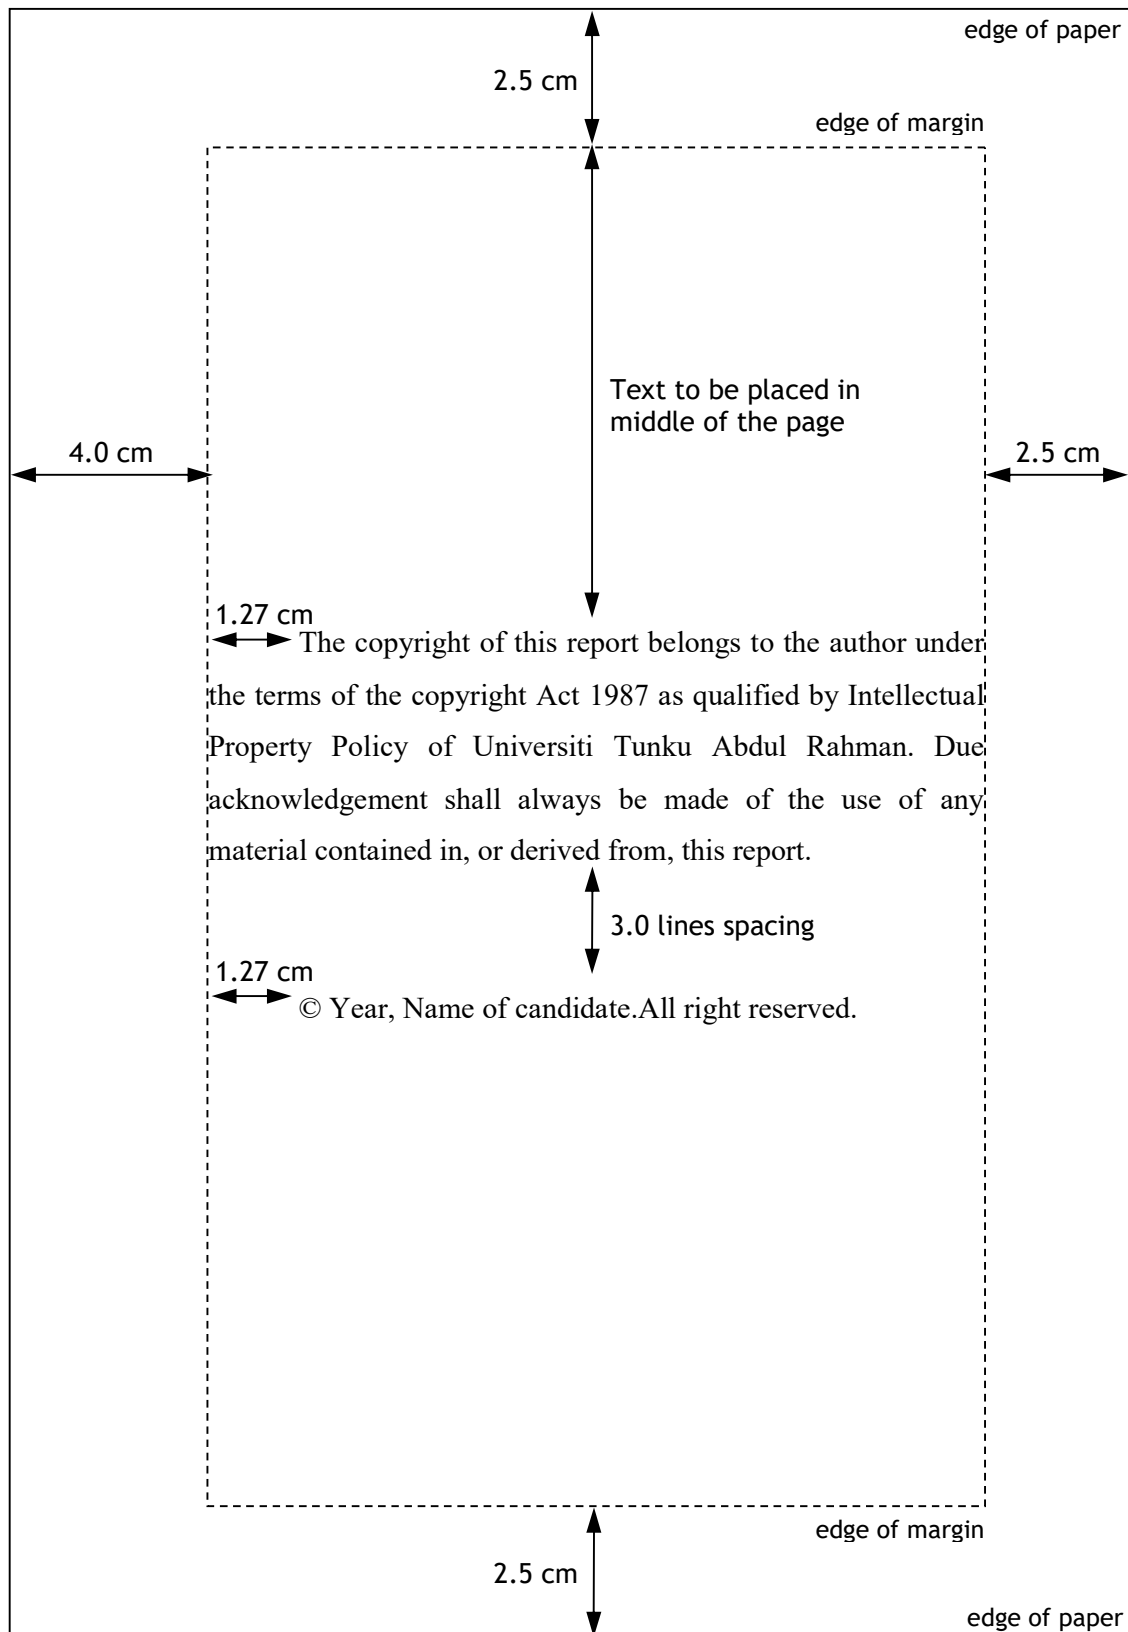 edge of paper
2.5 cm
edge of margin
Text to be placed in
middle of the page
4.0 cm
2.5 cm
1.27 cm
The copyright of this report belongs to the author under
the terms of the copyright Act 1987 as qualified by Intellectual
Property Policy of Universiti Tunku Abdul Rahman. Due
acknowledgement shall always be made of the use of any
material contained in, or derived from, this report.
3.0 lines spacing
1.27 cm
© Year, Name of candidate.All right reserved.
edge of margin
2.5 cm
edge of paper